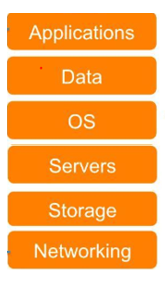 Applications
Data
OS
Servers
Storage
Networking